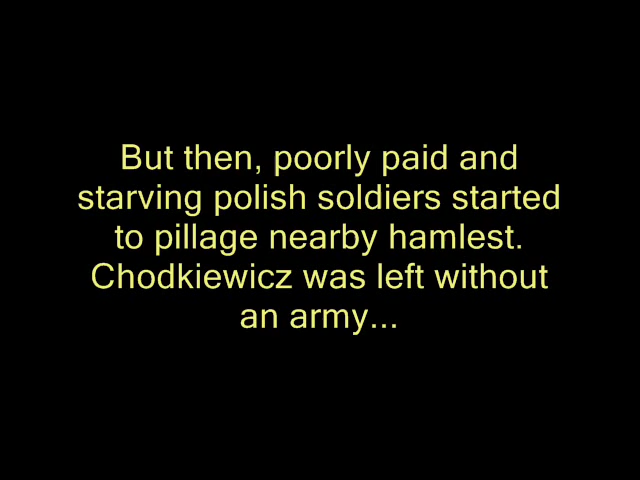 But then, poorly paid and
starving polish soldiers started
to pillage nearby hamlest.
Chodkiewicz was left without
an army...